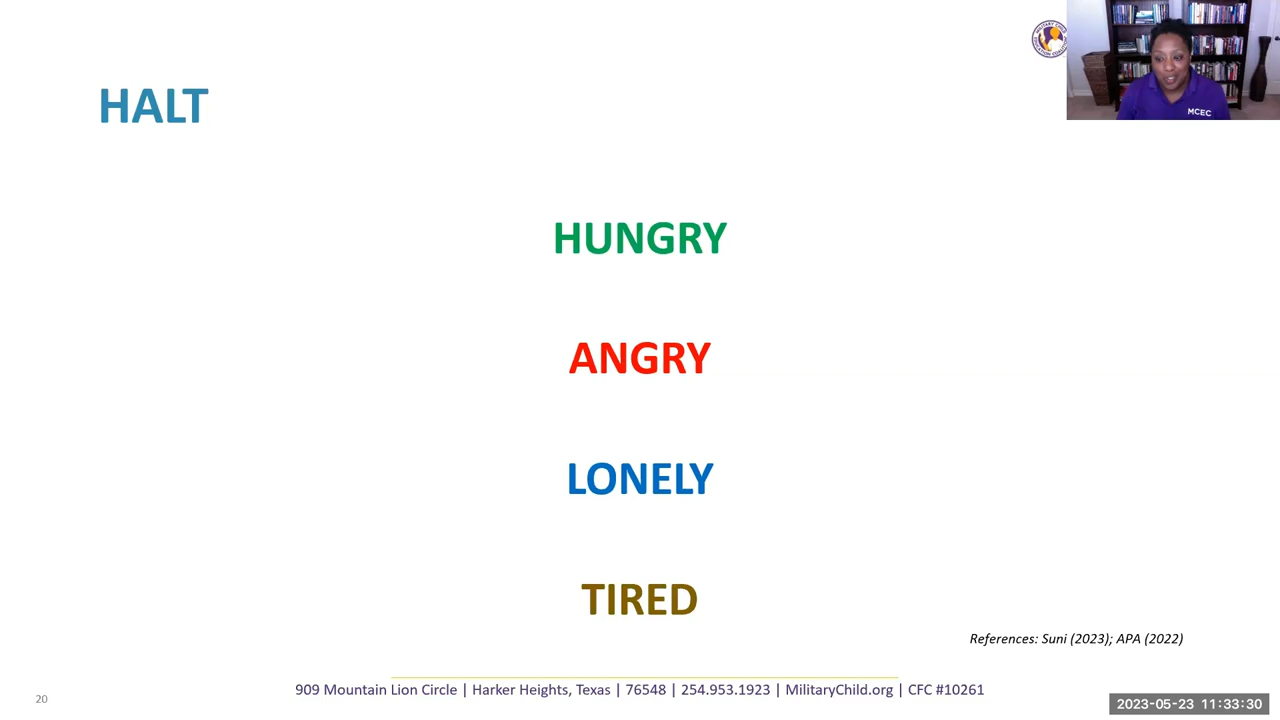 HALT
MCEC
HUNGRY
ANGRY
LONELY
TIRED
References: Suni (2023); APA (2022)
909 Mountain Lion Circle | Harker Heights, Texas | 76548 | 254.953.1923 | MilitaryChild.org | CFC #10261
20
2023-05-23 11:33:30